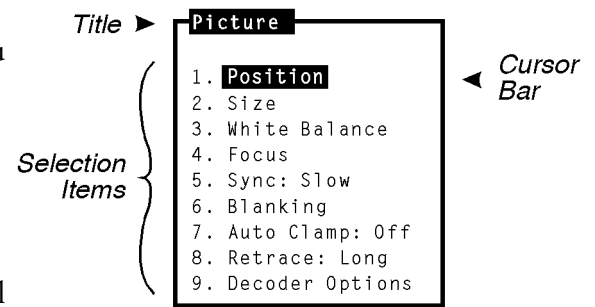 Title ► Picture
1. Position ◄ Cursor Bar
2. Size
3. White Balance
4. Focus
Selection Items
5. Sync: Slow
6. Blanking
7. Auto Clamp: Off
8. Retrace: Long
9. Decoder Options